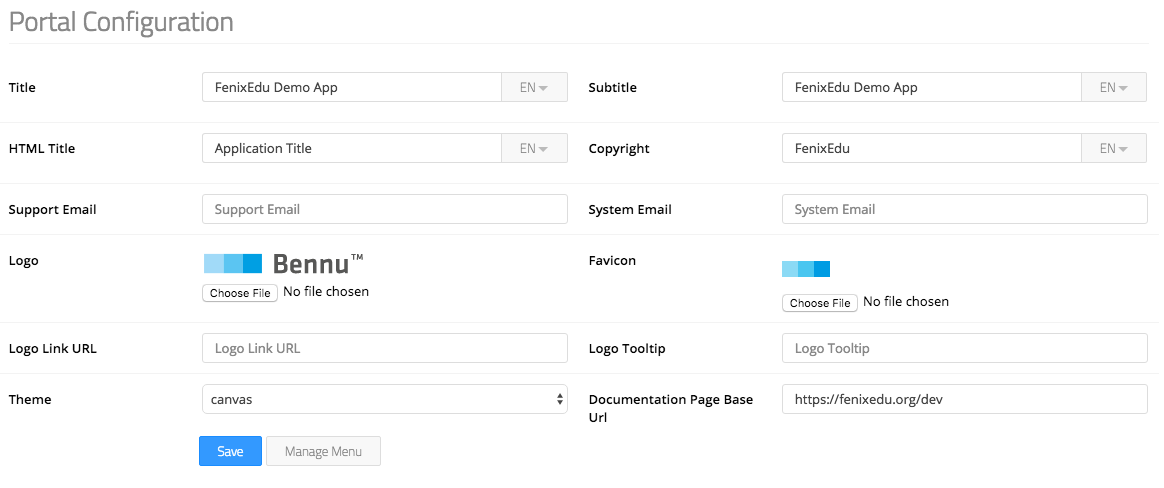 Portal Configuration
Title FenixEdu Demo App EN Subtitle FenixEdu Demo App EN
HTML Title Application Title EN Copyright FenixEdu EN
Support Email Support Email System Email System Email
Logo Bennu™ Favicon
Choose File No file chosen Choose File No file chosen
Logo Link URL Logo Link URL Logo Tooltip Logo Tooltip
Theme canvas Documentation Page Base https://fenixedu.org/dev
Url
Save Manage Menu